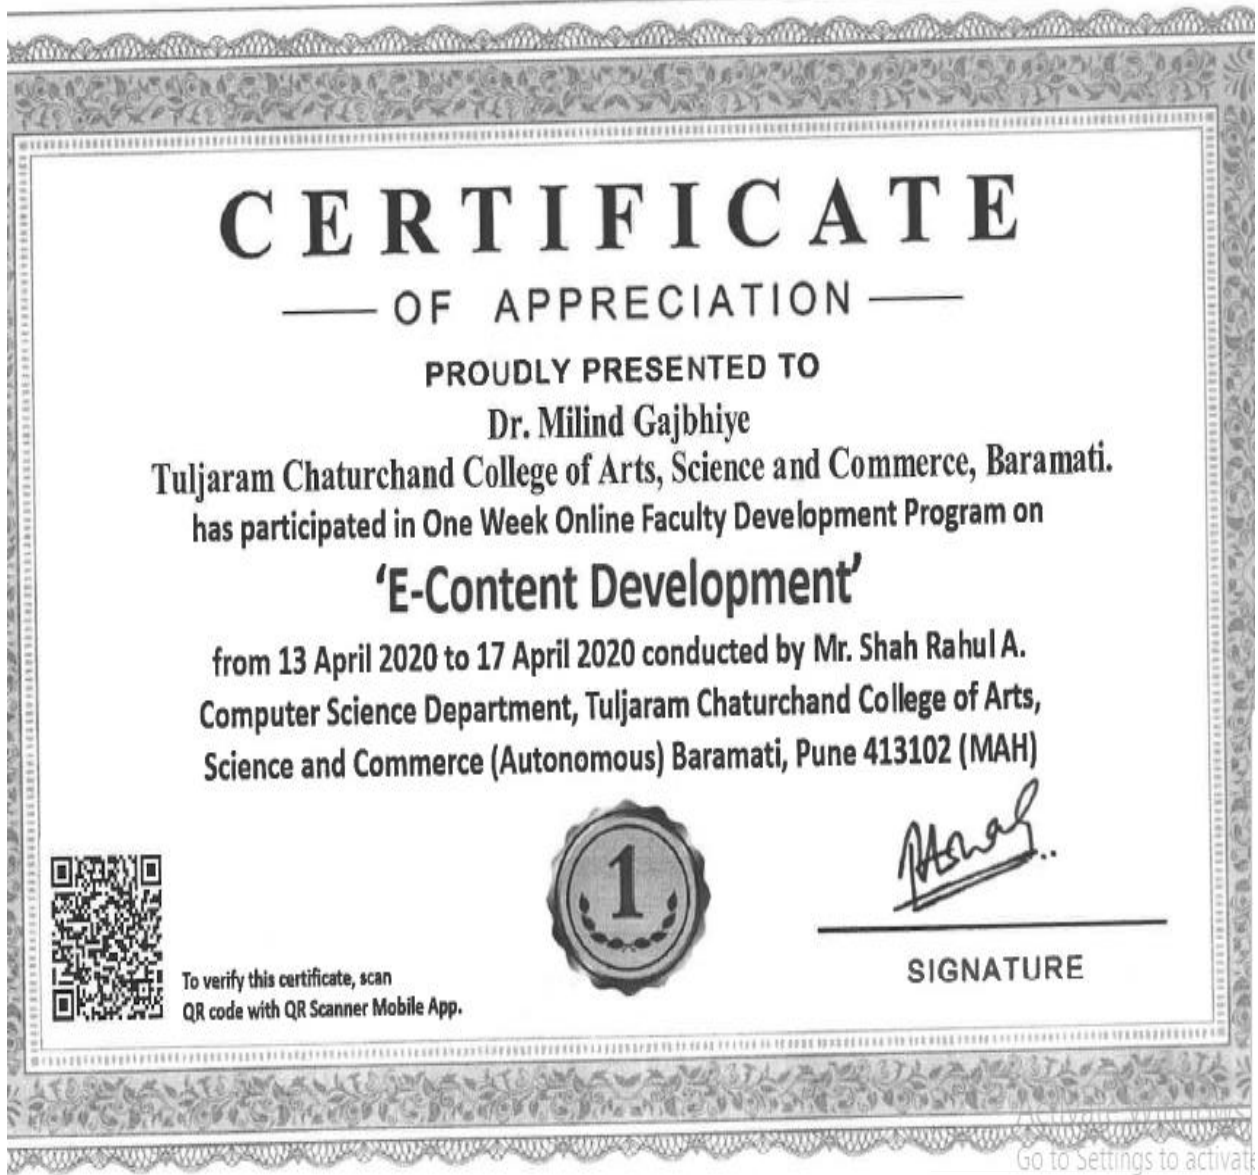 CERTIFICATE
OF APPRECIATION
PROUDLY PRESENTED TO
Dr. Milind Gajbhiye
Tuljaram Chaturchand College of Arts, Science and Commerce, Baramati.
has participated in One Week Online Faculty Development Program on
‘E-Content Development’
from 13 April 2020 to 17 April 2020 conducted by Mr. Shah Rahul A.
Computer Science Department, Tuljaram Chaturchand College of Arts,
Science and Commerce (Autonomous) Baramati, Pune 413102 (MAH)
1
SIGNATURE
To verify this certificate, scan
QR code with QR Scanner Mobile App.
Activate Windows
Go to Settings to activate